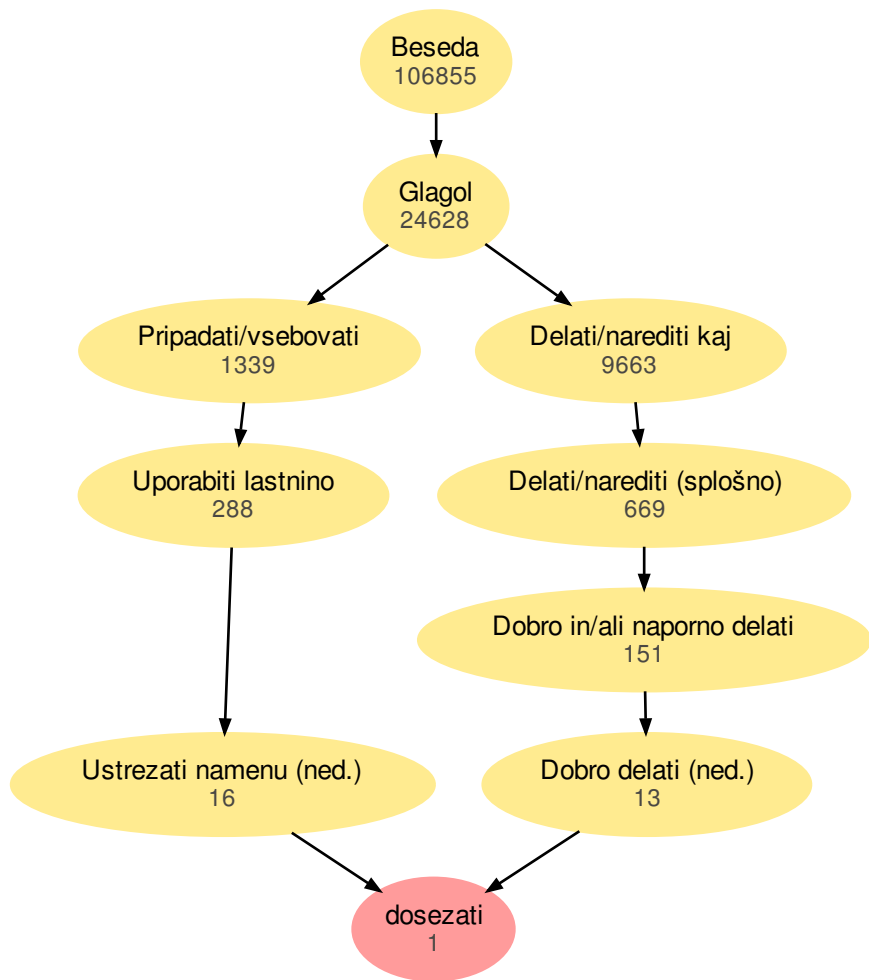 Beseda
106855
Glagol
24628
Pripadati/vsebovati
1339
Delati/narediti kaj
9663
Uporabiti lastnino
288
Delati/narediti (splošno)
669
Dobro in/ali naporno delati
151
Ustrezati namenu (ned.)
16
Dobro delati (ned.)
13
dosezati
1